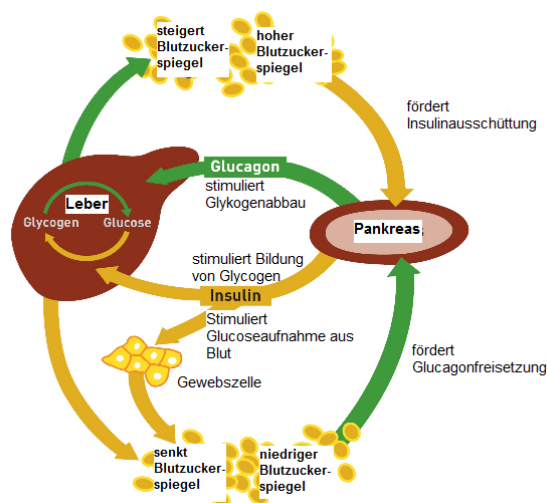 steigert
Blutzucker-
spiegel
hoher
Blutzucker-
spiegel
fördert
Insulinausschüttung
Glucagon
stimuliert
Glykogenabbau
Leber
Glycogen
Glucose
Pankreas
stimuliert Bildung
von Glycogen
Insulin
Stimuliert
Glucoseaufnahme aus
Blut
Gewebszelle
fördert
Glucagonfreisetzung
senkt
Blutzucker-
spiegel
niedriger
Blutzucker-
spiegel